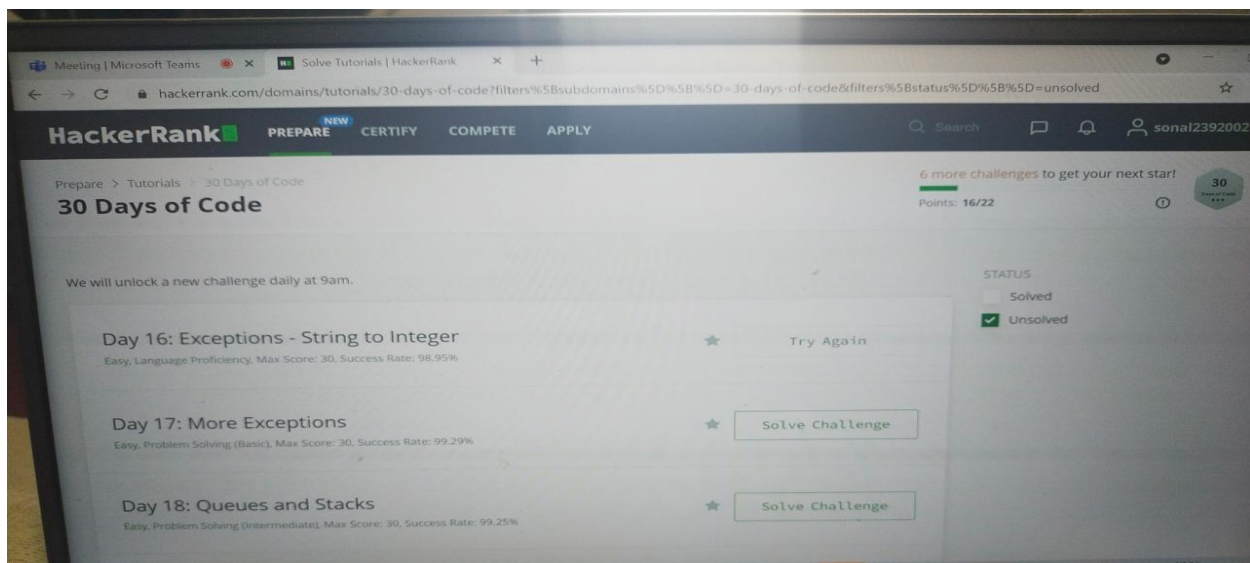 Meeting | Microsoft Teams
Solve Tutorials | HackerRank
hackerrank.com/domains/tutorials/30-days-of-code?filters%5Bsubdomains%5D%5B%5D=30-days-of-code&filters%5Bstatus%5D%5B%5D=unsolved
HackerRank PREPARE NEW CERTIFY COMPETE APPLY Search sonal2392002
Prepare > Tutorials > 30 Days of Code
30 Days of Code
6 more challenges to get your next star!
Points: 16/22
30
We will unlock a new challenge daily at 9am.
STATUS
Solved
Unsolved
Day 16: Exceptions - String to Integer
Easy, Language Proficiency, Max Score: 30, Success Rate: 98.95%
Try Again
Day 17: More Exceptions
Easy, Problem Solving (Basic), Max Score: 30, Success Rate: 99.29%
Solve Challenge
Day 18: Queues and Stacks
Easy, Problem Solving (Intermediate), Max Score: 30, Success Rate: 99.25%
Solve Challenge